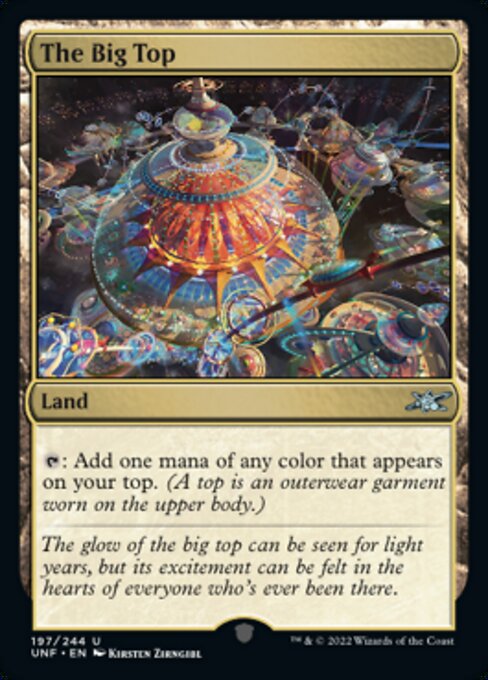 The Big Top
Land
: Add one mana of any color that appears
on your top. (A top is an outerwear garment
worn on the upper body.)
The glow of the big top can be seen for light
years, but its excitement can be felt in the
hearts of everyone who's ever been there.
197/244 U
UNF • EN Kirsten Zirngibl
™ & © 2022 Wizards of the Coast